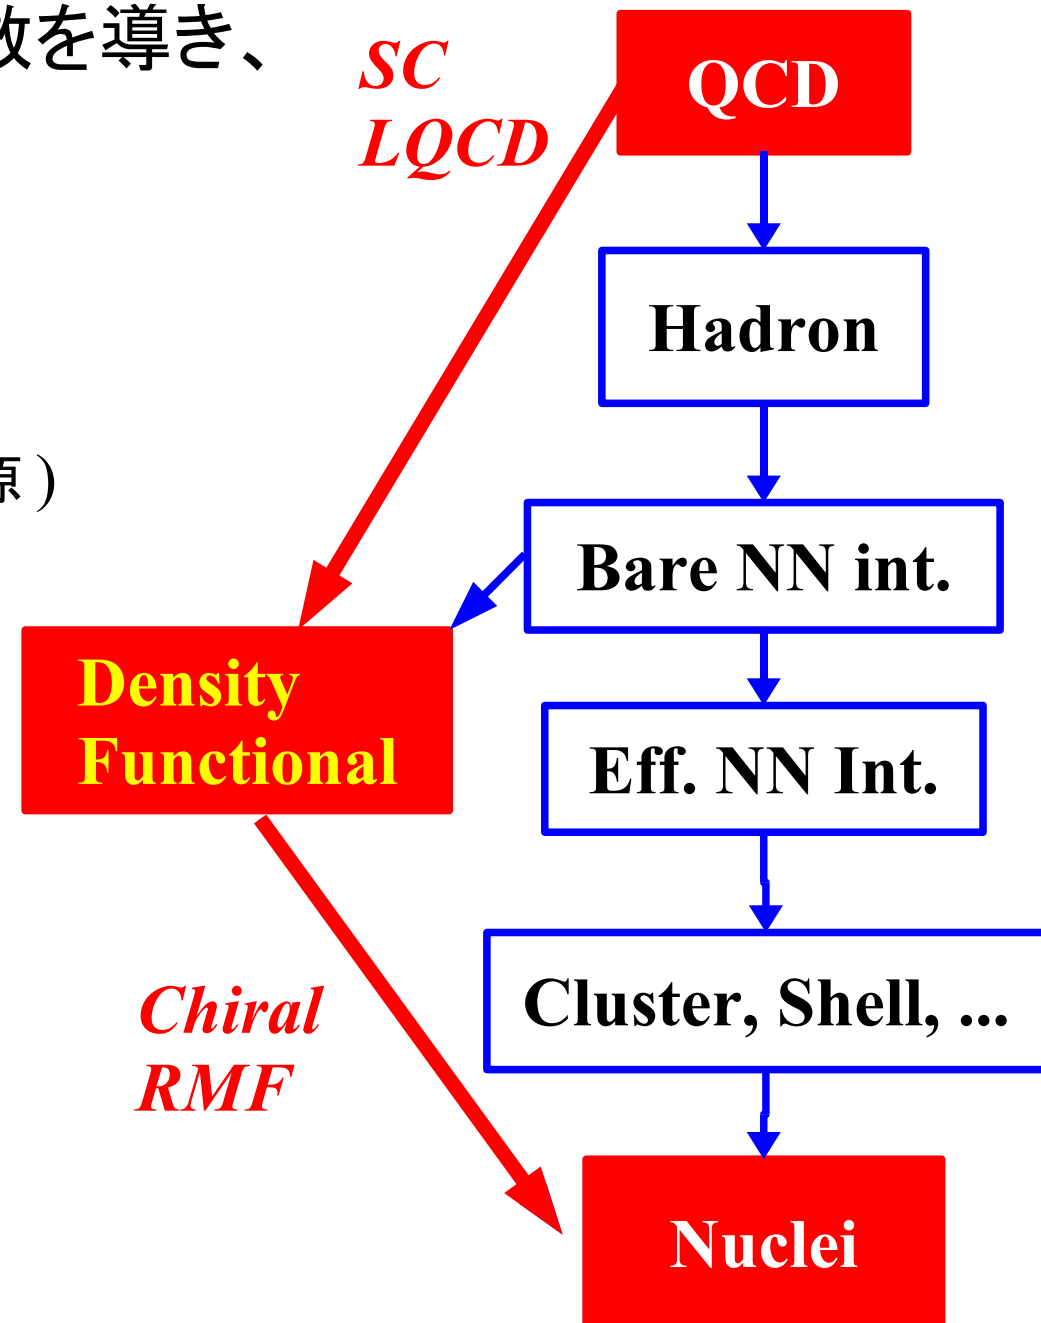 数を導き、
SC
LQCD
QCD
Hadron
源 )
Bare NN int.
Density
Functional
Eff. NN Int.
Cluster, Shell, ...
Chiral
RMF
Nuclei